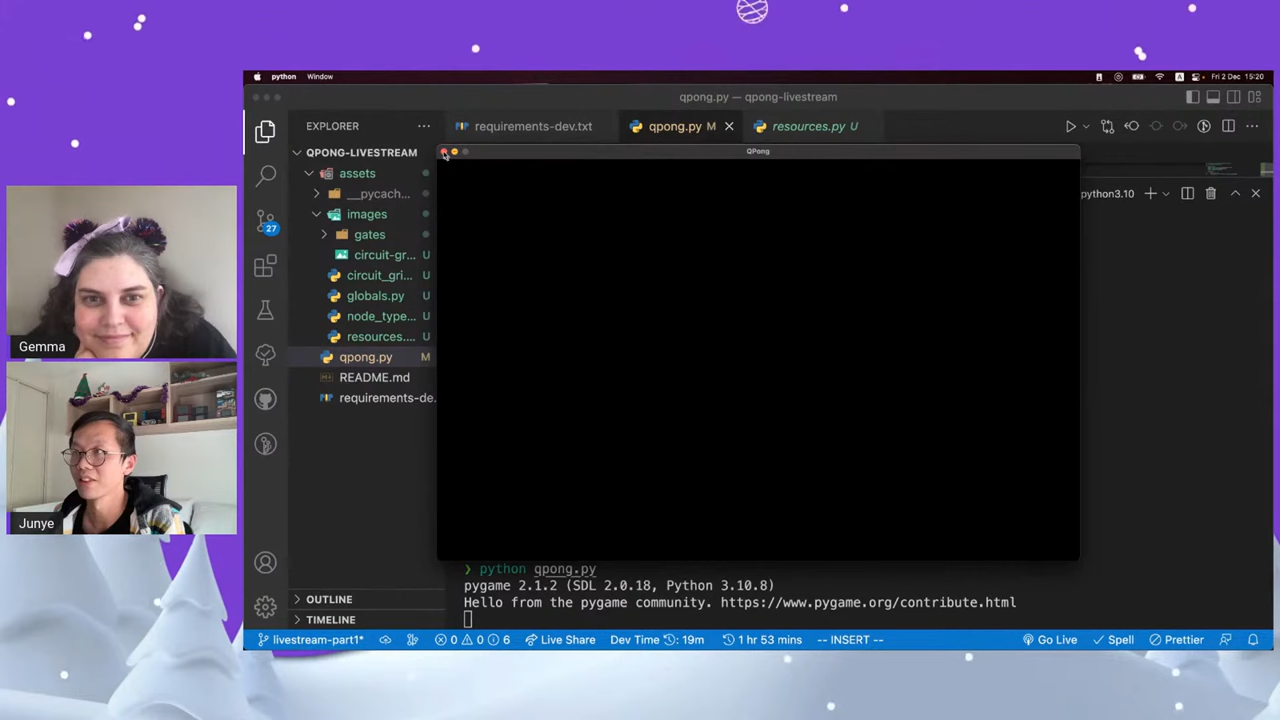 python Window
Fri 2 Dec 15:20
qpong.py — qpong-livestream
EXPLORER
requirements-dev.txt
qpong.py M
resources.py U
QPONG-LIVESTREAM
QPong
assets
__pycach...
python3.10
images
27
gates
circuit-gr... U
circuit_gri... U
globals.py U
node_type... U
resources.... U
qpong.py M
README.md
requirements-de.
Gemma
Junye
❯ python qpong.py
pygame 2.1.2 (SDL 2.0.18, Python 3.10.8)
Hello from the pygame community. https://www.pygame.org/contribute.html
OUTLINE
TIMELINE
livestream-part1* 0 0 6 Live Share Dev Time: 19m 1 hr 53 mins -- INSERT -- Go Live Spell Prettier